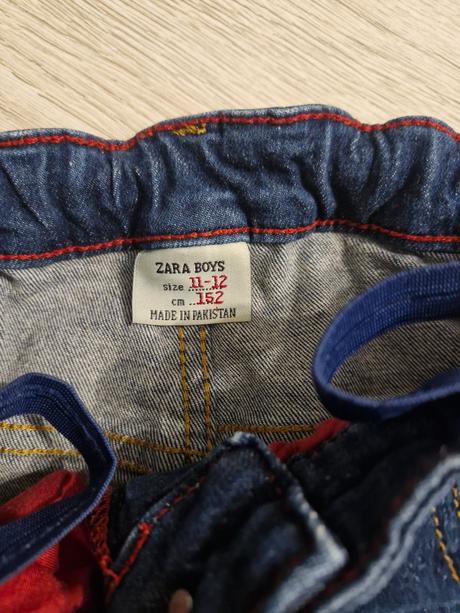 ZARA BOYS
size 11-12
cm 152
MADE IN PAKISTAN